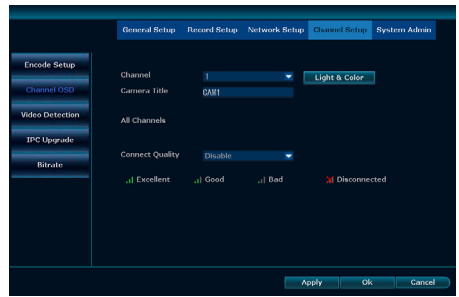 General Setup Record Setup Network Setup Channel Setup System Admin
Encode Setup
Channel OSD
Video Detection
IPC Upgrade
Bitrate
Channel 1 Light & Color
Camera Title CAM1
All Channels
Connect Quality Disable
Excellent Good Bad Disconnected
Apply Ok Cancel